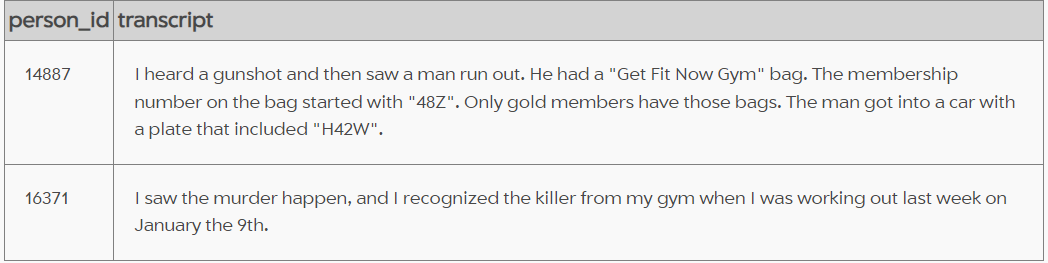 person_id transcript
14887 I heard a gunshot and then saw a man run out. He had a "Get Fit Now Gym" bag. The membership
number on the bag started with "48Z". Only gold members have those bags. The man got into a car with
a plate that included "H42W".
16371 I saw the murder happen, and I recognized the killer from my gym when I was working out last week on
January the 9th.